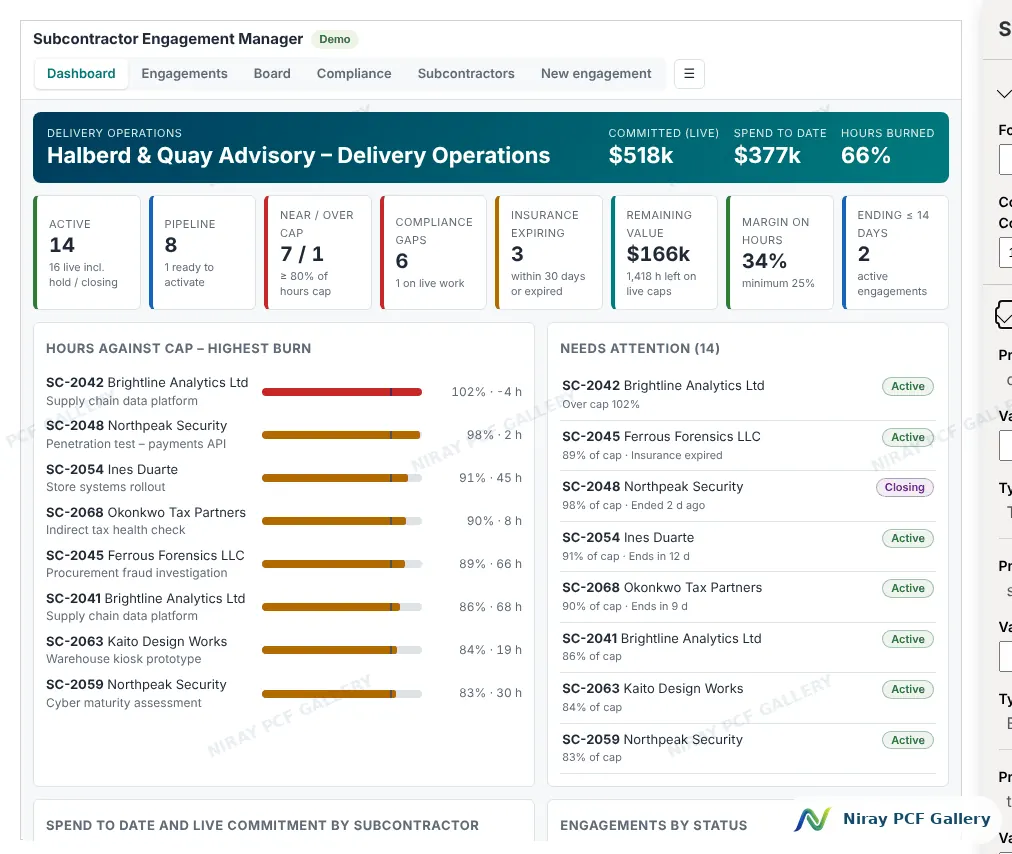 Subcontractor Engagement Manager Demo
Dashboard Engagements Board Compliance Subcontractors New engagement ☰
DELIVERY OPERATIONS
Halberd & Quay Advisory – Delivery Operations
COMMITTED (LIVE) SPEND TO DATE HOURS BURNED
$518k $377k 66%
ACTIVE
14
16 live incl.
hold / closing
PIPELINE
8
1 ready to
activate
NEAR / OVER
CAP
7 / 1
≥ 80% of
hours cap
COMPLIANCE
GAPS
6
1 on live work
INSURANCE
EXPIRING
3
within 30 days
or expired
REMAINING
VALUE
$166k
1,418 h left on
live caps
MARGIN ON
HOURS
34%
minimum 25%
ENDING ≤ 14
DAYS
2
active
engagements
HOURS AGAINST CAP – HIGHEST BURN
SC-2042 Brightline Analytics Ltd
Supply chain data platform
102% · -4 h
SC-2048 Northpeak Security
Penetration test – payments API
98% · 2 h
SC-2054 Ines Duarte
Store systems rollout
91% · 45 h
SC-2068 Okonkwo Tax Partners
Indirect tax health check
90% · 8 h
SC-2045 Ferrous Forensics LLC
Procurement fraud investigation
89% · 66 h
SC-2041 Brightline Analytics Ltd
Supply chain data platform
86% · 68 h
SC-2063 Kaito Design Works
Warehouse kiosk prototype
84% · 19 h
SC-2059 Northpeak Security
Cyber maturity assessment
83% · 30 h
NEEDS ATTENTION (14)
SC-2042 Brightline Analytics Ltd Active
Over cap 102%
SC-2045 Ferrous Forensics LLC Active
89% of cap · Insurance expired
SC-2048 Northpeak Security Closing
98% of cap · Ended 2 d ago
SC-2054 Ines Duarte Active
91% of cap · Ends in 12 d
SC-2068 Okonkwo Tax Partners Active
90% of cap · Ends in 9 d
SC-2041 Brightline Analytics Ltd Active
86% of cap
SC-2063 Kaito Design Works Active
84% of cap
SC-2059 Northpeak Security Active
83% of cap
SPEND TO DATE AND LIVE COMMITMENT BY SUBCONTRACTOR
ENGAGEMENTS BY STATUS
NIRAY PCF GALLERY
NIRAY PCF GALLERY
NIRAY PCF GALLERY
Niray PCF Gallery